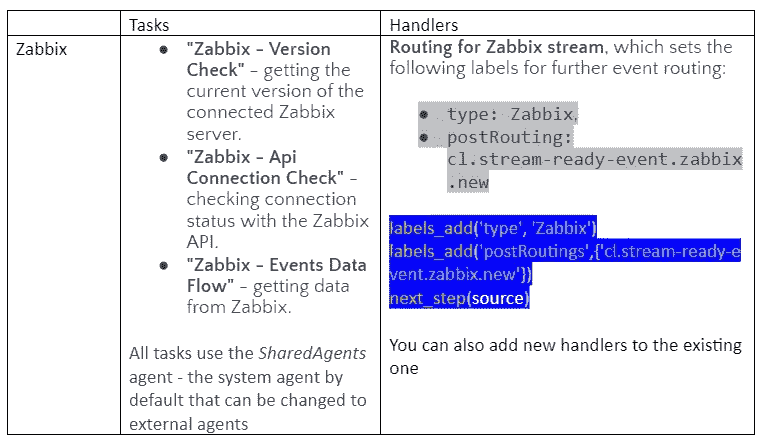 Tasks
Handlers
Zabbix
"Zabbix - Version
Check" - getting the
current version of the
connected Zabbix
server.
"Zabbix - Api
Connection Check" -
checking connection
status with the Zabbix
API.
"Zabbix - Events Data
Flow" - getting data
from Zabbix.
All tasks use the SharedAgents
agent - the system agent by
default that can be changed to
external agents
Routing for Zabbix stream, which sets the
following labels for further event routing:
type: Zabbix,
postRouting:
cl.stream-ready-event.zabbix
.new
labels_add('type', 'Zabbix')
labels_add('postRoutings',{'cl.stream-ready-e
vent.zabbix.new'})
next_step(source)
You can also add new handlers to the existing
one